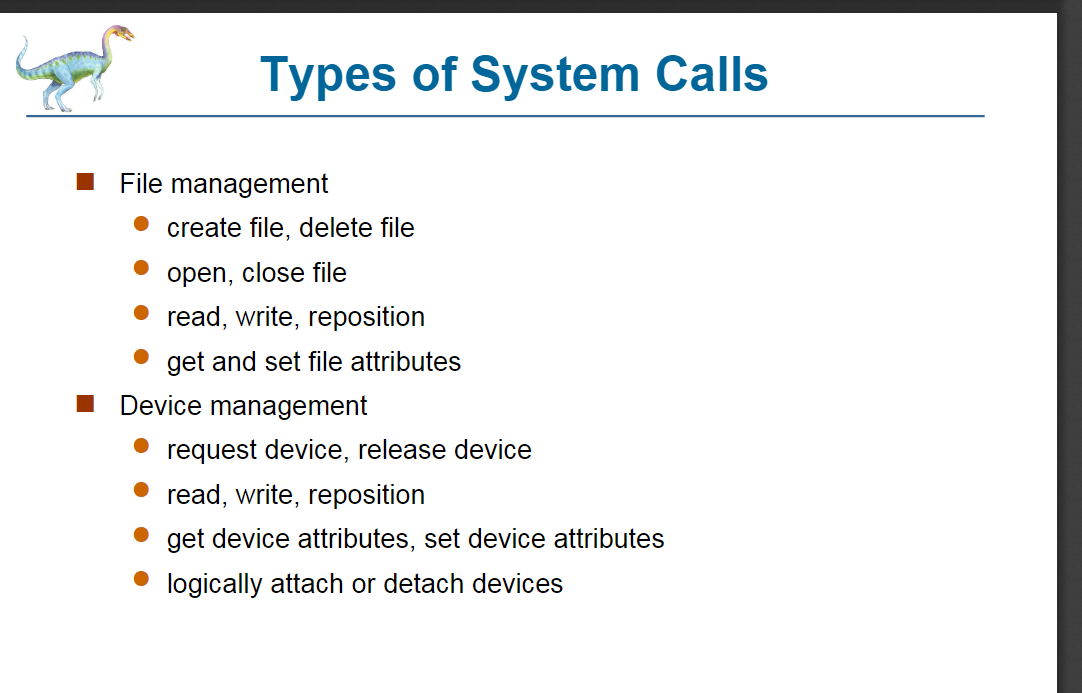 Types of System Calls
File management
create file, delete file
open, close file
read, write, reposition
get and set file attributes
Device management
request device, release device
read, write, reposition
get device attributes, set device attributes
logically attach or detach devices